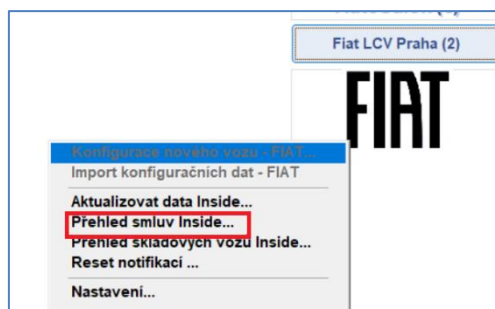 Fiat LCV Praha (2)
FIAT
Konfigurace nového vozu - FIAT...
Import konfiguračních dat - FIAT
Aktualizovat data Inside...
Přehled smluv Inside...
Přehled skladových vozů Inside...
Reset notifikací ...
Nastavení...